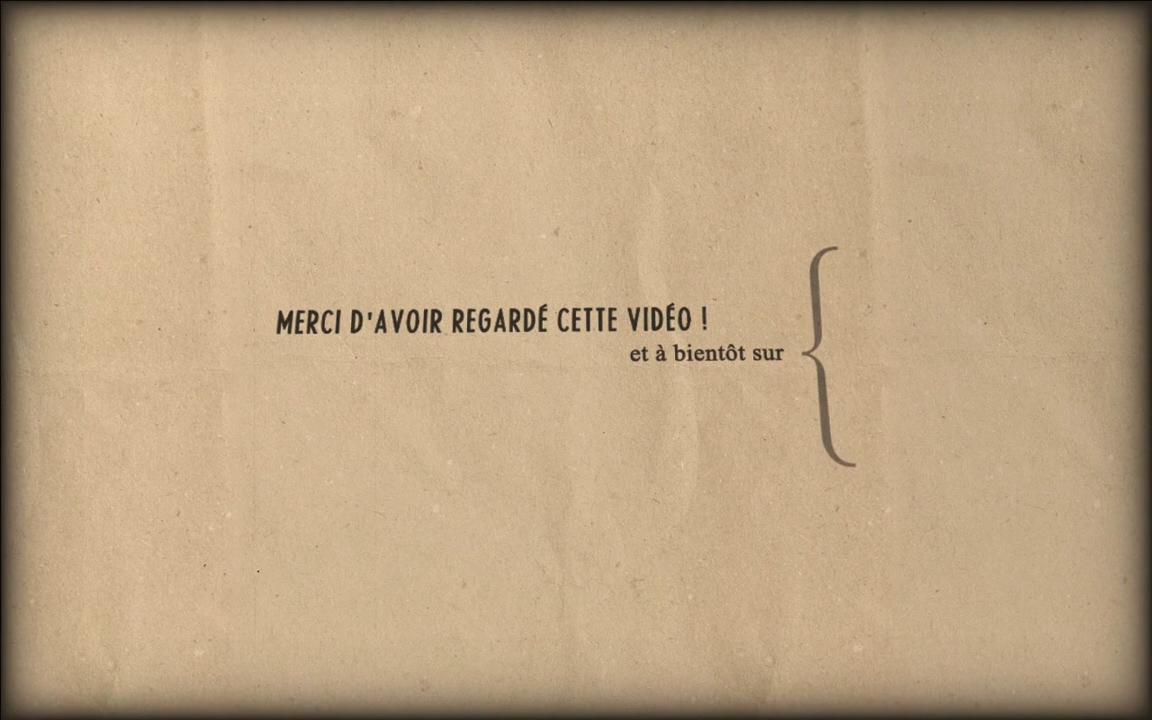 MERCI D'AVOIR REGARDÉ CETTE VIDÉO !
et à bientôt sur {